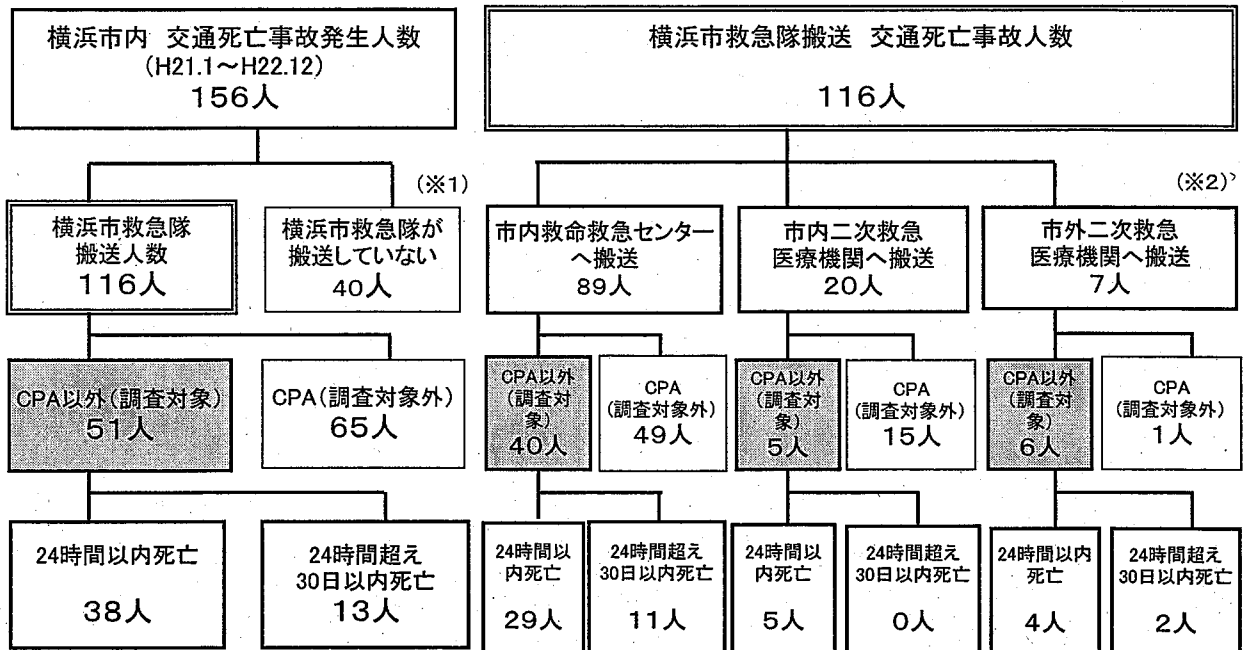 横浜市内 交通死亡事故発生人数
(H21.1～H22.12)
156人
横浜市救急隊搬送 交通死亡事故人数
116人
(※1)
(※2)
横浜市救急隊
搬送人数
116人
横浜市救急隊が
搬送していない
40人
市内救命救急センター
へ搬送
89人
市内二次救急
医療機関へ搬送
20人
市外二次救急
医療機関へ搬送
7人
CPA以外(調査対象)
51人
CPA(調査対象外)
65人
CPA以外
(調査対
象)
40人
CPA
(調査対象外)
49人
CPA以外
(調査対
象)
5人
CPA
(調査対象外)
15人
CPA以外
(調査対
象)
6人
CPA
(調査対象外)
1人
24時間以内死亡
38人
24時間超え
30日以内死亡
13人
24時間以
内死亡
29人
24時間超え
30日以内死亡
11人
24時間以
内死亡
5人
24時間超え
30日以内死亡
0人
24時間以内
死亡
4人
24時間超え
30日以内死亡
2人